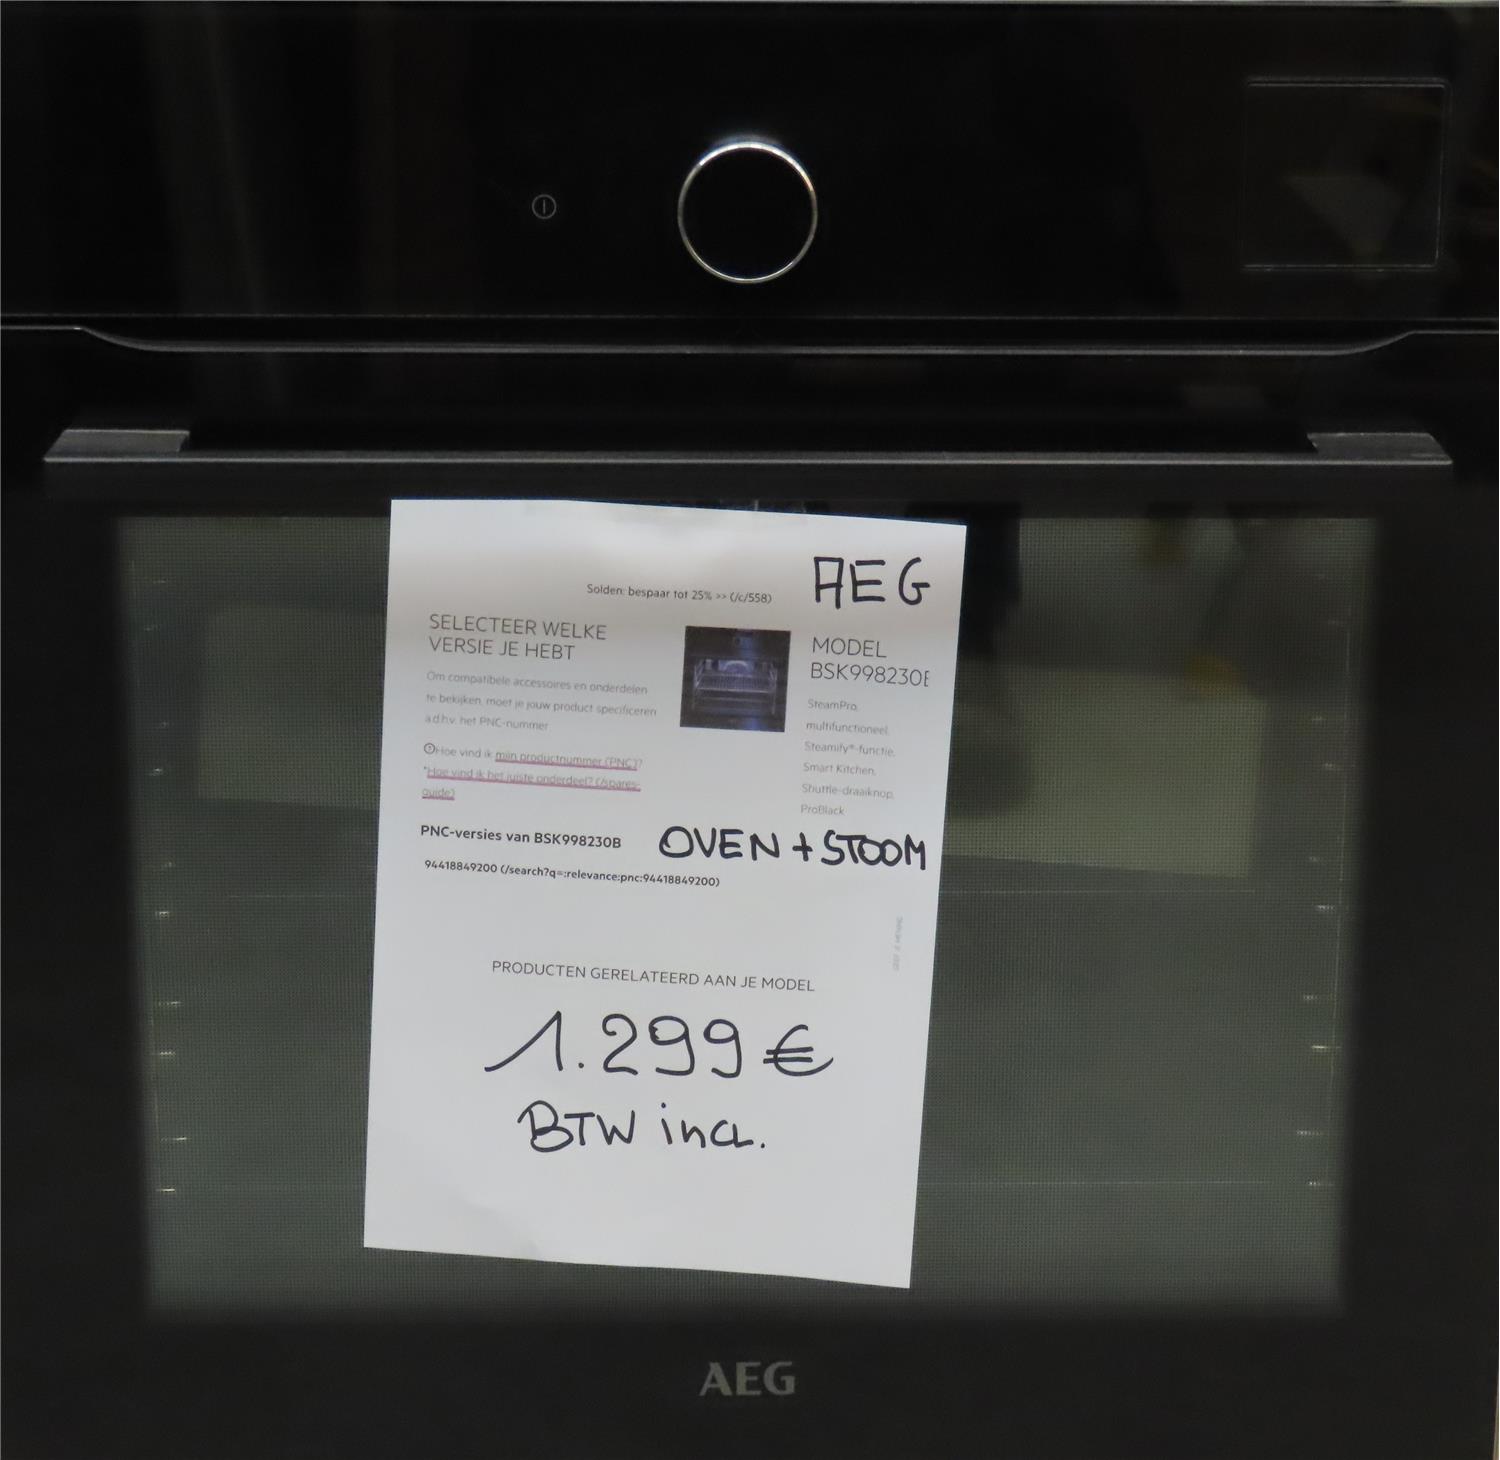 AEG
Solden: bespaar tot 25% >> (/c/558)
SELECTEER WELKE
VERSIE JE HEBT
Om compatibele accessoires en onderdelen
te bekijken, moet je jouw product specificeren
a.d.h.v. het PNC-nummer
Hoe vind ik mijn productnummer (PNC)?
*Hoe vind ik het juiste onderdeel? (/spares-
guide)
MODEL
BSK998230B
SteamPro,
multifunctioneel,
Steamify®-functie,
Smart Kitchen,
Shuttle-draaiknop,
ProBlack
PNC-versies van BSK998230B
OVEN + STOOM
94418849200 (/search?q=:relevance:pnc:94418849200)
GEEF JE MENING
PRODUCTEN GERELATEERD AAN JE MODEL
1.299 €
BTW incl.
AEG